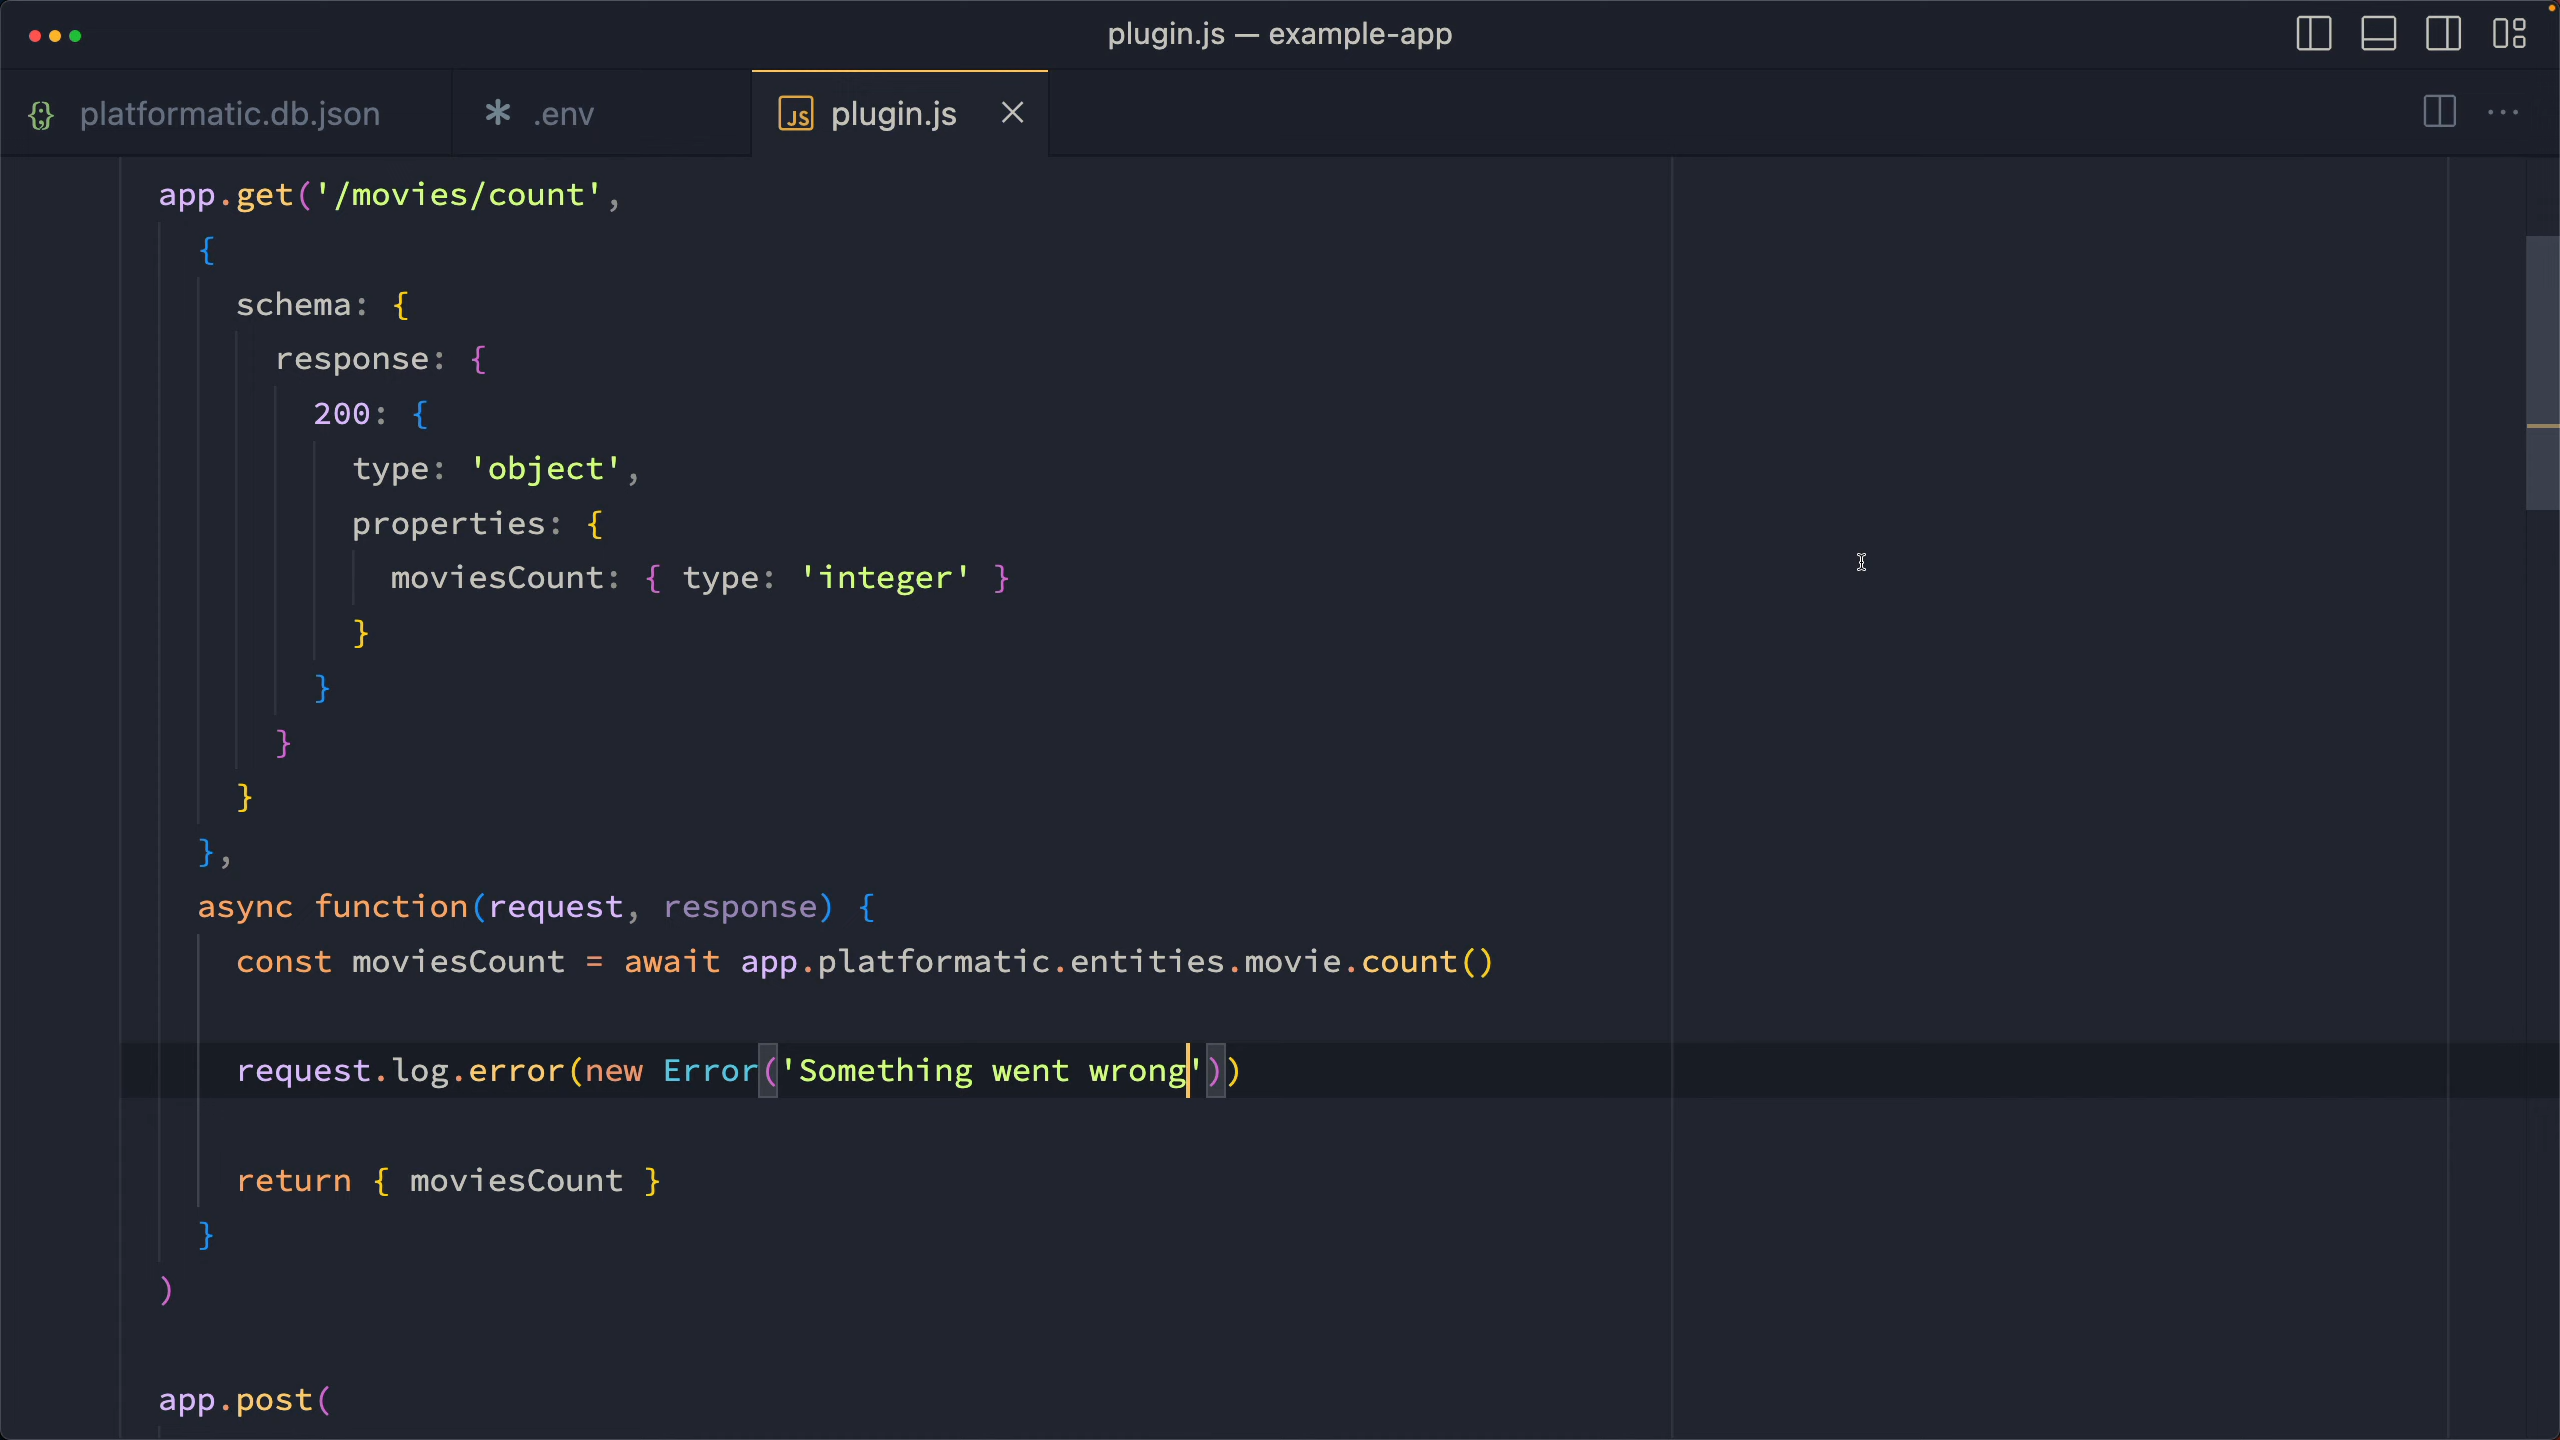 plugin.js — example-app
platformatic.db.json
.env
JS plugin.js
app.get('/movies/count',
{
schema: {
response: {
200: {
type: 'object',
properties: {
moviesCount: { type: 'integer' }
}
}
}
}
},
async function(request, response) {
const moviesCount = await app.platformatic.entities.movie.count()
request.log.error(new Error('Something went wrong'))
return { moviesCount }
}
)
app.post(